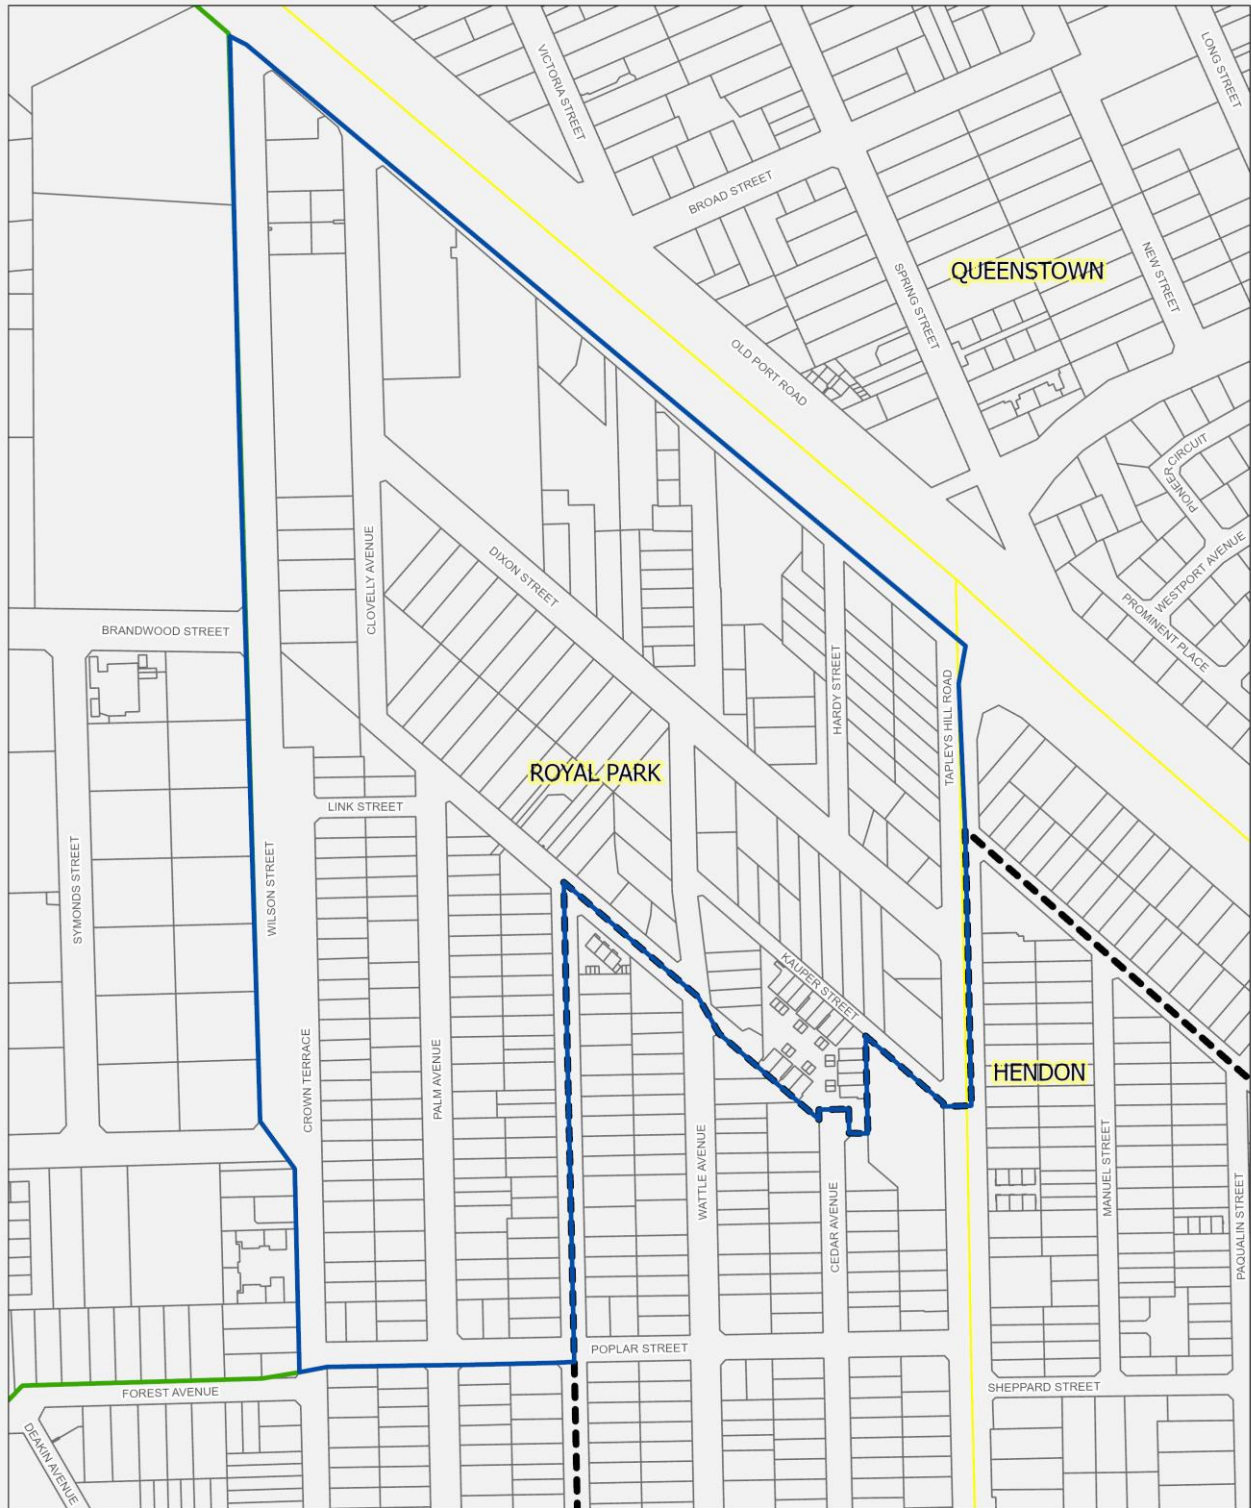 VICTORIA STREET
LONG STREET
BROAD STREET
QUEENSTOWN
NEW STREET
SPRING STREET
OLD PORT ROAD
PIONEER CIRCUIT
WESTPORT AVENUE
PROMINENT PLACE
DIXON STREET
CLOVELLY AVENUE
BRANDWOOD STREET
HARDY STREET
TAPLEYS HILL ROAD
ROYAL PARK
LINK STREET
SYMONDS STREET
WILSON STREET
KAUPER STREET
CROWN TERRACE
PALM AVENUE
HENDON
WATTLE AVENUE
CEDAR AVENUE
MANUEL STREET
PAQUALIN STREET
POPLAR STREET
FOREST AVENUE
SHEPPARD STREET
DEAKIN AVENUE